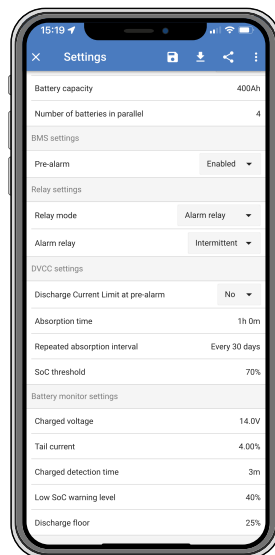 15:19
Settings
Battery capacity 400Ah
Number of batteries in parallel 4
BMS settings
Pre-alarm Enabled
Relay settings
Relay mode Alarm relay
Alarm relay Intermittent
DVCC settings
Discharge Current Limit at pre-alarm No
Absorption time 1h 0m
Repeated absorption interval Every 30 days
SoC threshold 70%
Battery monitor settings
Charged voltage 14.0V
Tail current 4.00%
Charged detection time 3m
Low SoC warning level 40%
Discharge floor 25%